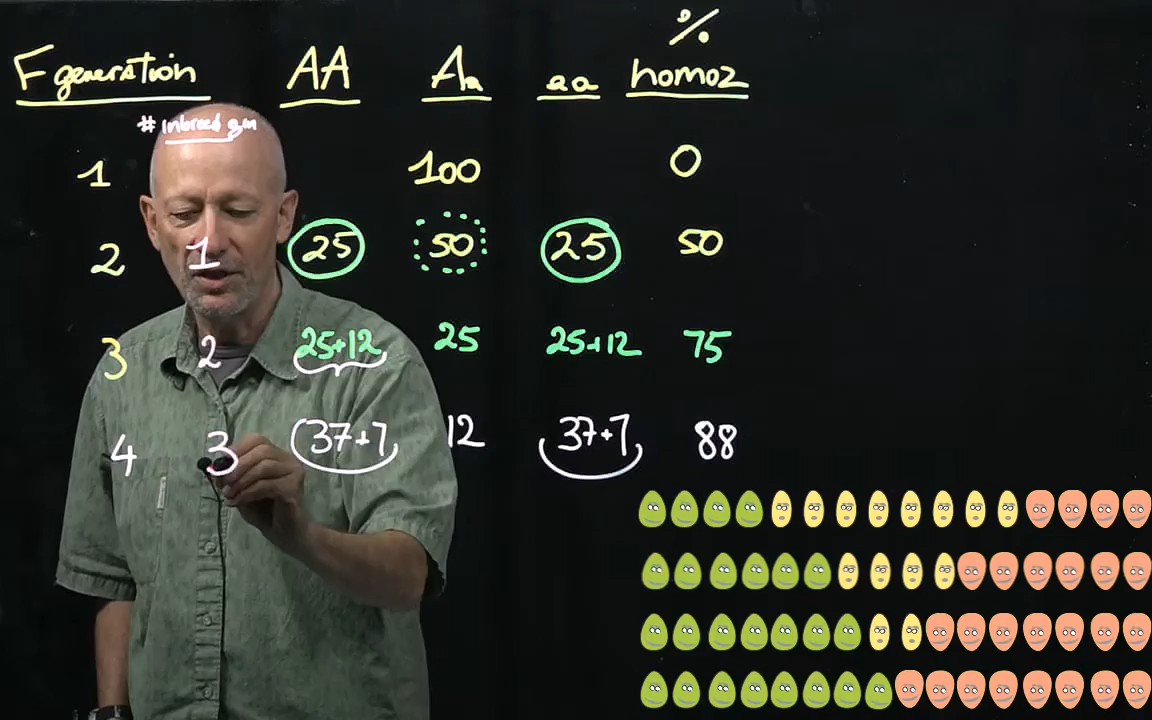 %
F generation AA Aa aa homoz
# inbreed gen
1 100 0
2 1 25 50 25 50
3 2 25+12 25 25+12 75
4 3 37+7 12 37+7 88